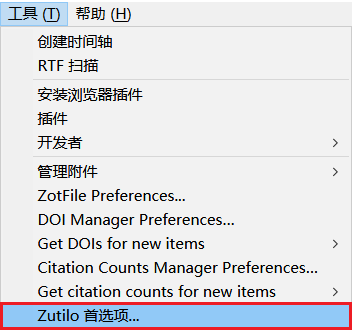 工具 (T) 帮助 (H)
创建时间轴
RTF 扫描
安装浏览器插件
插件
开发者
管理附件
ZotFile Preferences...
DOI Manager Preferences...
Get DOIs for new items
Citation Counts Manager Preferences...
Get citation counts for new items
Zutilo 首选项...